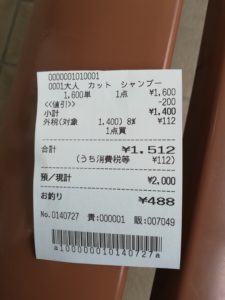 0000001010001
0001大人 カット シャンプー
1,600単 1点 ¥1,600
<<値引>> -200
小計 ¥1,400
外税(対象 1,400) 8% ¥112
1点買
合計 ¥1,512
(うち消費税等 ¥112)
預/現計 ¥2,000
お釣り ¥488
No.0140727 責:000001 販:007049
a100000010140727a